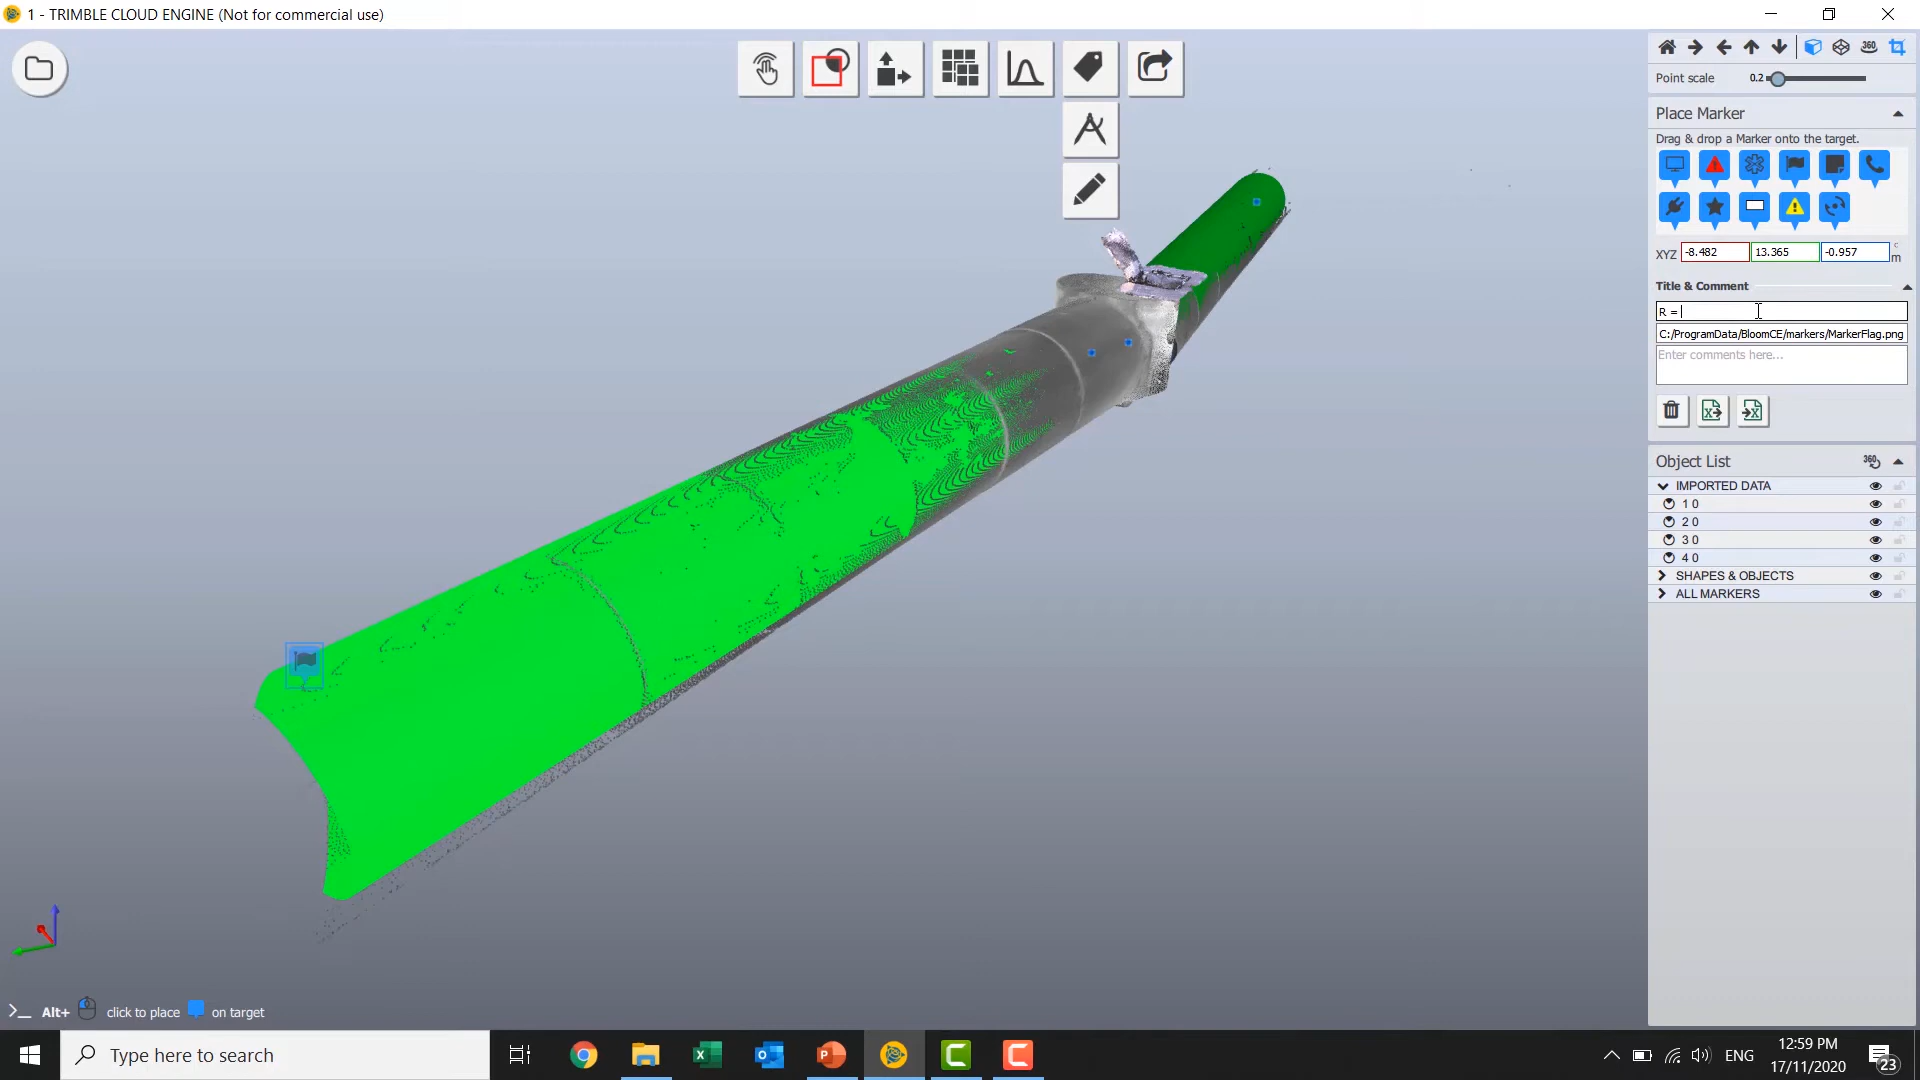 1 - TRIMBLE CLOUD ENGINE (Not for commercial use)
360
Point scale
0.2
Place Marker
Drag & drop a Marker onto the target.
XYZ
-8.482
13.365
-0.957
c
m
Title & Comment
R =
C:/ProgramData/BloomCE/markers/MarkerFlag.png
Enter comments here...
Object List
360
IMPORTED DATA
1 0
2 0
3 0
4 0
SHAPES & OBJECTS
ALL MARKERS
Alt+ click to place on target
Type here to search
ENG
12:59 PM
17/11/2020
23